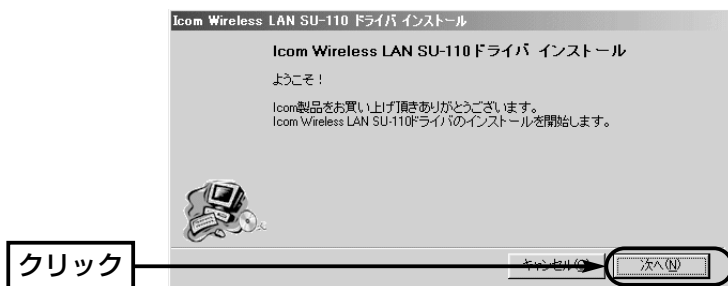 Icom Wireless LAN SU-110 ドライバ インストール
Icom Wireless LAN SU-110ドライバ インストール
ようこそ！
Icom製品をお買い上げ頂きありがとうございます。
Icom Wireless LAN SU-110ドライバのインストールを開始します。
クリック
キャンセル(C)
次へ(N)